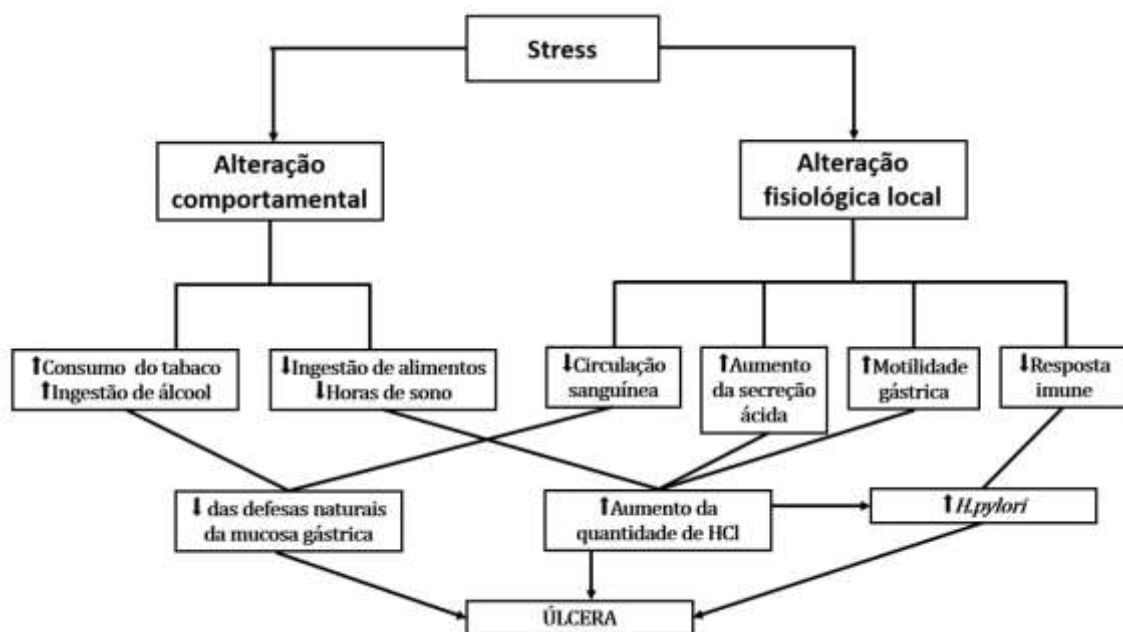 Stress
Alteração
comportamental
Alteração
fisiológica local
↑Consumo do tabaco
↑Ingestão de álcool
↓Ingestão de alimentos
↓Horas de sono
↓Circulação
sanguínea
↑Aumento
da secreção
ácida
↑Motilidade
gástrica
↓Resposta
imune
↓ das defesas naturais
da mucosa gástrica
↑Aumento da
quantidade de HCl
↑H.pylori
ÚLCERA